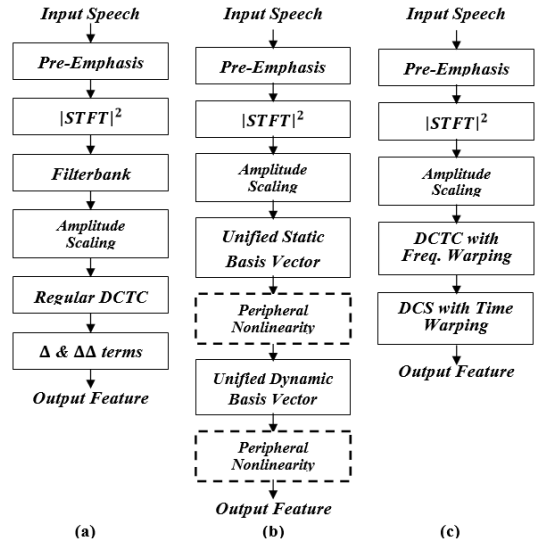 Input Speech
Pre-Emphasis
|STFT|²
Filterbank
Amplitude
Scaling
Regular DCTC
Δ & ΔΔ terms
Output Feature
(a)
Input Speech
Pre-Emphasis
|STFT|²
Amplitude
Scaling
Unified Static
Basis Vector
Peripheral
Nonlinearity
Unified Dynamic
Basis Vector
Peripheral
Nonlinearity
Output Feature
(b)
Input Speech
Pre-Emphasis
|STFT|²
Amplitude
Scaling
DCTC with
Freq. Warping
DCS with Time
Warping
Output Feature
(c)